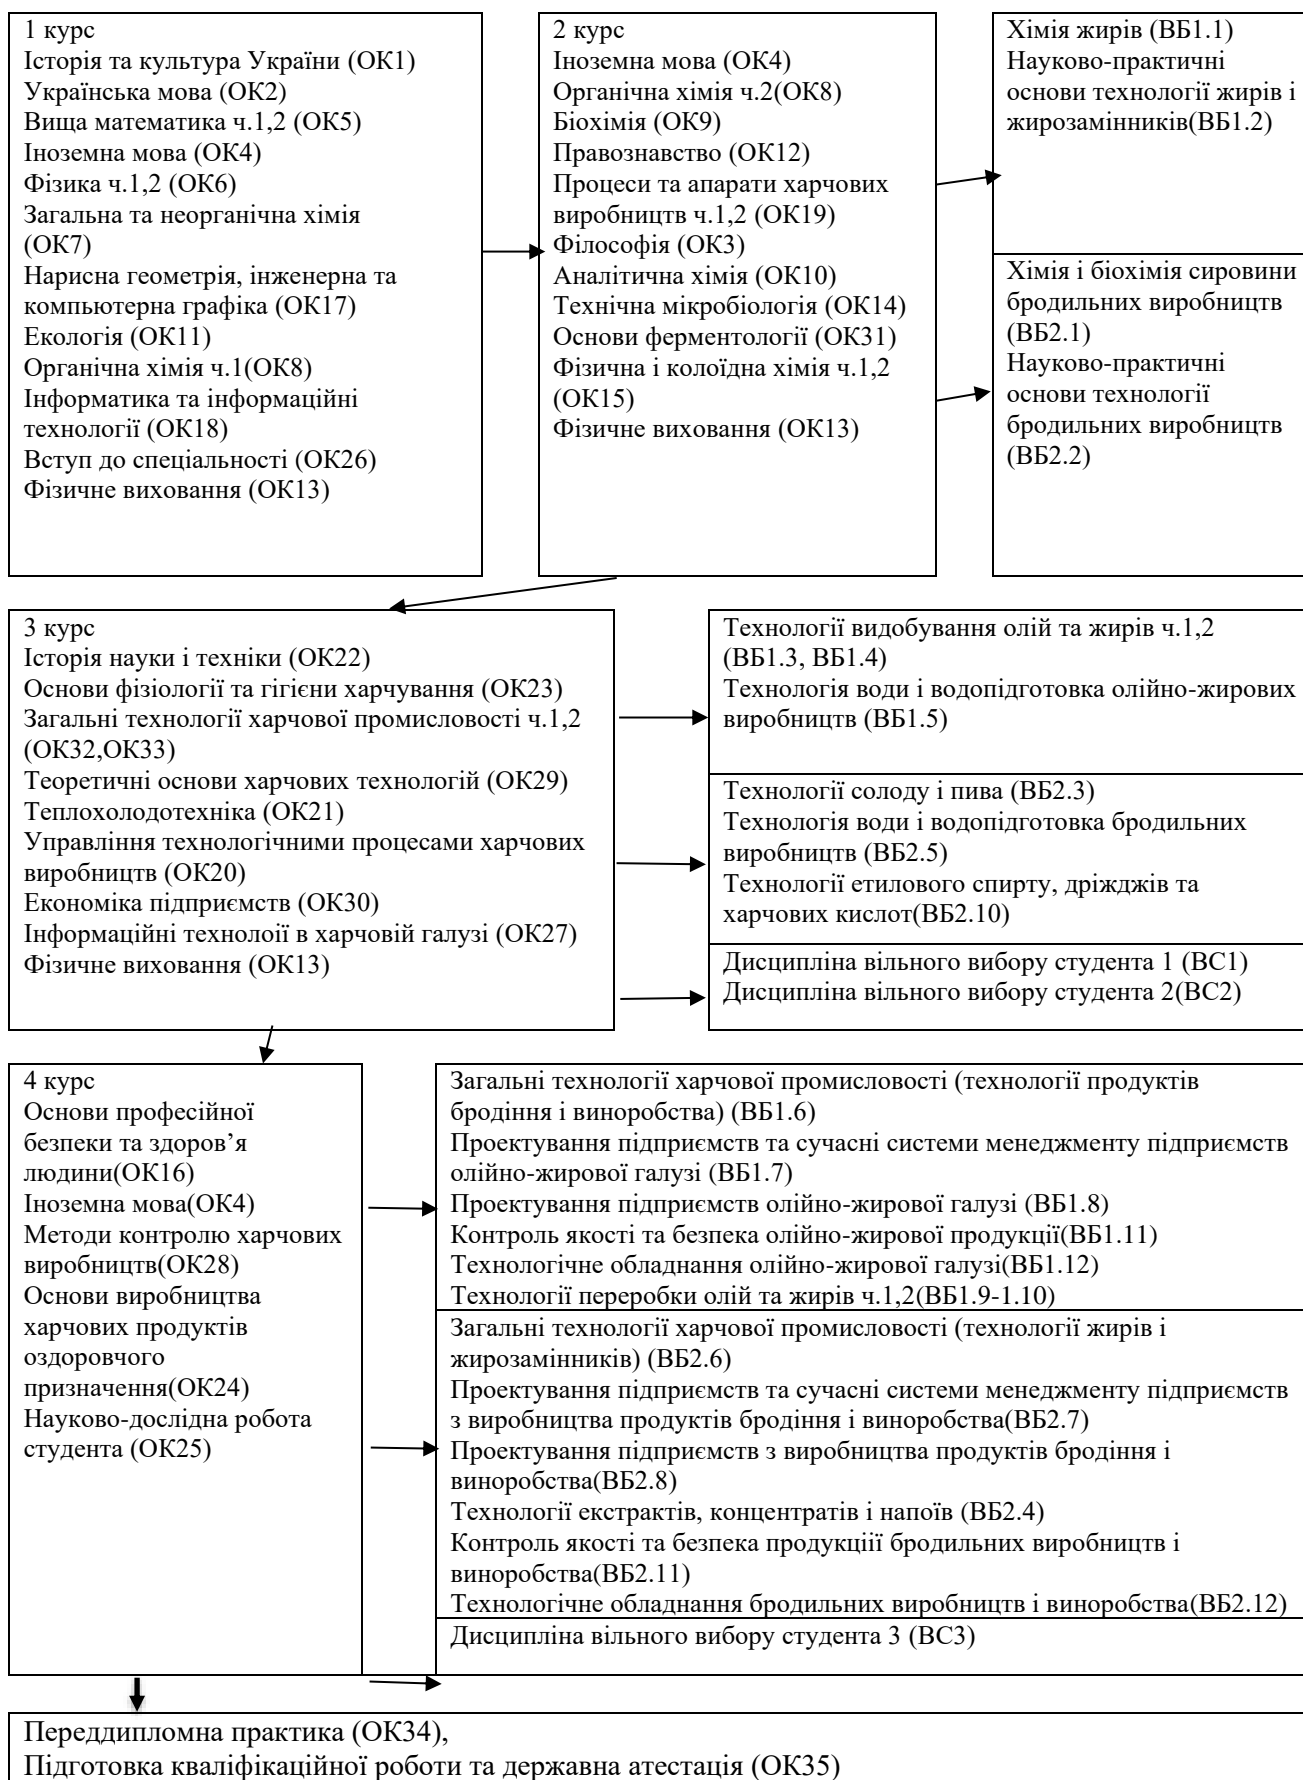 1 курс
Історія та культура України (ОК1)
Українська мова (ОК2)
Вища математика ч.1,2 (ОК5)
Іноземна мова (ОК4)
Фізика ч.1,2 (ОК6)
Загальна та неорганічна хімія
(ОК7)
Нарисна геометрія, інженерна та
компьютерна графіка (ОК17)
Екологія (ОК11)
Органічна хімія ч.1(ОК8)
Інформатика та інформаційні
технології (ОК18)
Вступ до спеціальності (ОК26)
Фізичне виховання (ОК13)
2 курс
Іноземна мова (ОК4)
Органічна хімія ч.2(ОК8)
Біохімія (ОК9)
Правознавство (ОК12)
Процеси та апарати харчових
виробництв ч.1,2 (ОК19)
Філософія (ОК3)
Аналітична хімія (ОК10)
Технічна мікробіологія (ОК14)
Основи ферментології (ОК31)
Фізична і колоїдна хімія ч.1,2
(ОК15)
Фізичне виховання (ОК13)
Хімія жирів (ВБ1.1)
Науково-практичні
основи технології жирів і
жирозамінників(ВБ1.2)
Хімія і біохімія сировини
бродильних виробництв
(ВБ2.1)
Науково-практичні
основи технології
бродильних виробництв
(ВБ2.2)
3 курс
Історія науки і техніки (ОК22)
Основи фізіології та гігієни харчування (ОК23)
Загальні технології харчової промисловості ч.1,2
(ОК32,ОК33)
Теоретичні основи харчових технологій (ОК29)
Теплохолодотехніка (ОК21)
Управління технологічними процесами харчових
виробництв (ОК20)
Економіка підприємств (ОК30)
Інформаційні технолоії в харчовій галузі (ОК27)
Фізичне виховання (ОК13)
Технології видобування олій та жирів ч.1,2
(ВБ1.3, ВБ1.4)
Технологія води і водопідготовка олійно-жирових
виробництв (ВБ1.5)
Технології солоду і пива (ВБ2.3)
Технологія води і водопідготовка бродильних
виробництв (ВБ2.5)
Технології етилового спирту, дріжджів та
харчових кислот(ВБ2.10)
Дисципліна вільного вибору студента 1 (ВС1)
Дисципліна вільного вибору студента 2(ВС2)
4 курс
Основи професійної
безпеки та здоров’я
людини(ОК16)
Іноземна мова(ОК4)
Методи контролю харчових
виробництв(ОК28)
Основи виробництва
харчових продуктів
оздоровчого
призначення(ОК24)
Науково-дослідна робота
студента (ОК25)
Загальні технології харчової промисловості (технології продуктів
бродіння і виноробства) (ВБ1.6)
Проектування підприємств та сучасні системи менеджменту підприємств
олійно-жирової галузі (ВБ1.7)
Проектування підприємств олійно-жирової галузі (ВБ1.8)
Контроль якості та безпека олійно-жирової продукції(ВБ1.11)
Технологічне обладнання олійно-жирової галузі(ВБ1.12)
Технології переробки олій та жирів ч.1,2(ВБ1.9-1.10)
Загальні технології харчової промисловості (технології жирів і
жирозамінників) (ВБ2.6)
Проектування підприємств та сучасні системи менеджменту підприємств
з виробництва продуктів бродіння і виноробства(ВБ2.7)
Проектування підприємств з виробництва продуктів бродіння і
виноробства(ВБ2.8)
Технології екстрактів, концентратів і напоїв (ВБ2.4)
Контроль якості та безпека продукціії бродильних виробництв і
виноробства(ВБ2.11)
Технологічне обладнання бродильних виробництв і виноробства(ВБ2.12)
Дисципліна вільного вибору студента 3 (ВС3)
Переддипломна практика (ОК34),
Підготовка кваліфікаційної роботи та державна атестація (ОК35)